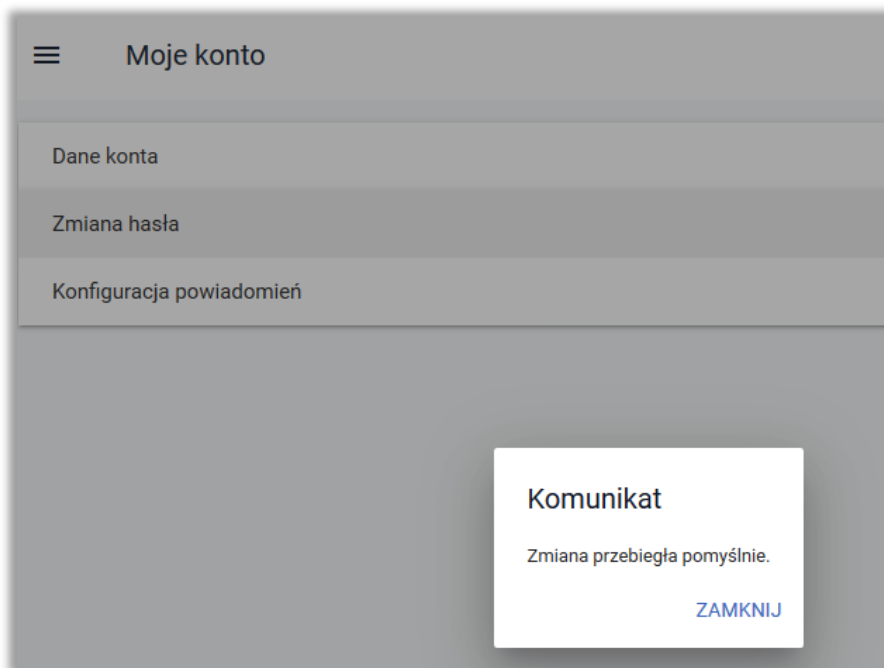 Moje konto
Dane konta
Zmiana hasła
Konfiguracja powiadomień
Komunikat
Zmiana przebiegła pomyślnie.
ZAMKNIJ